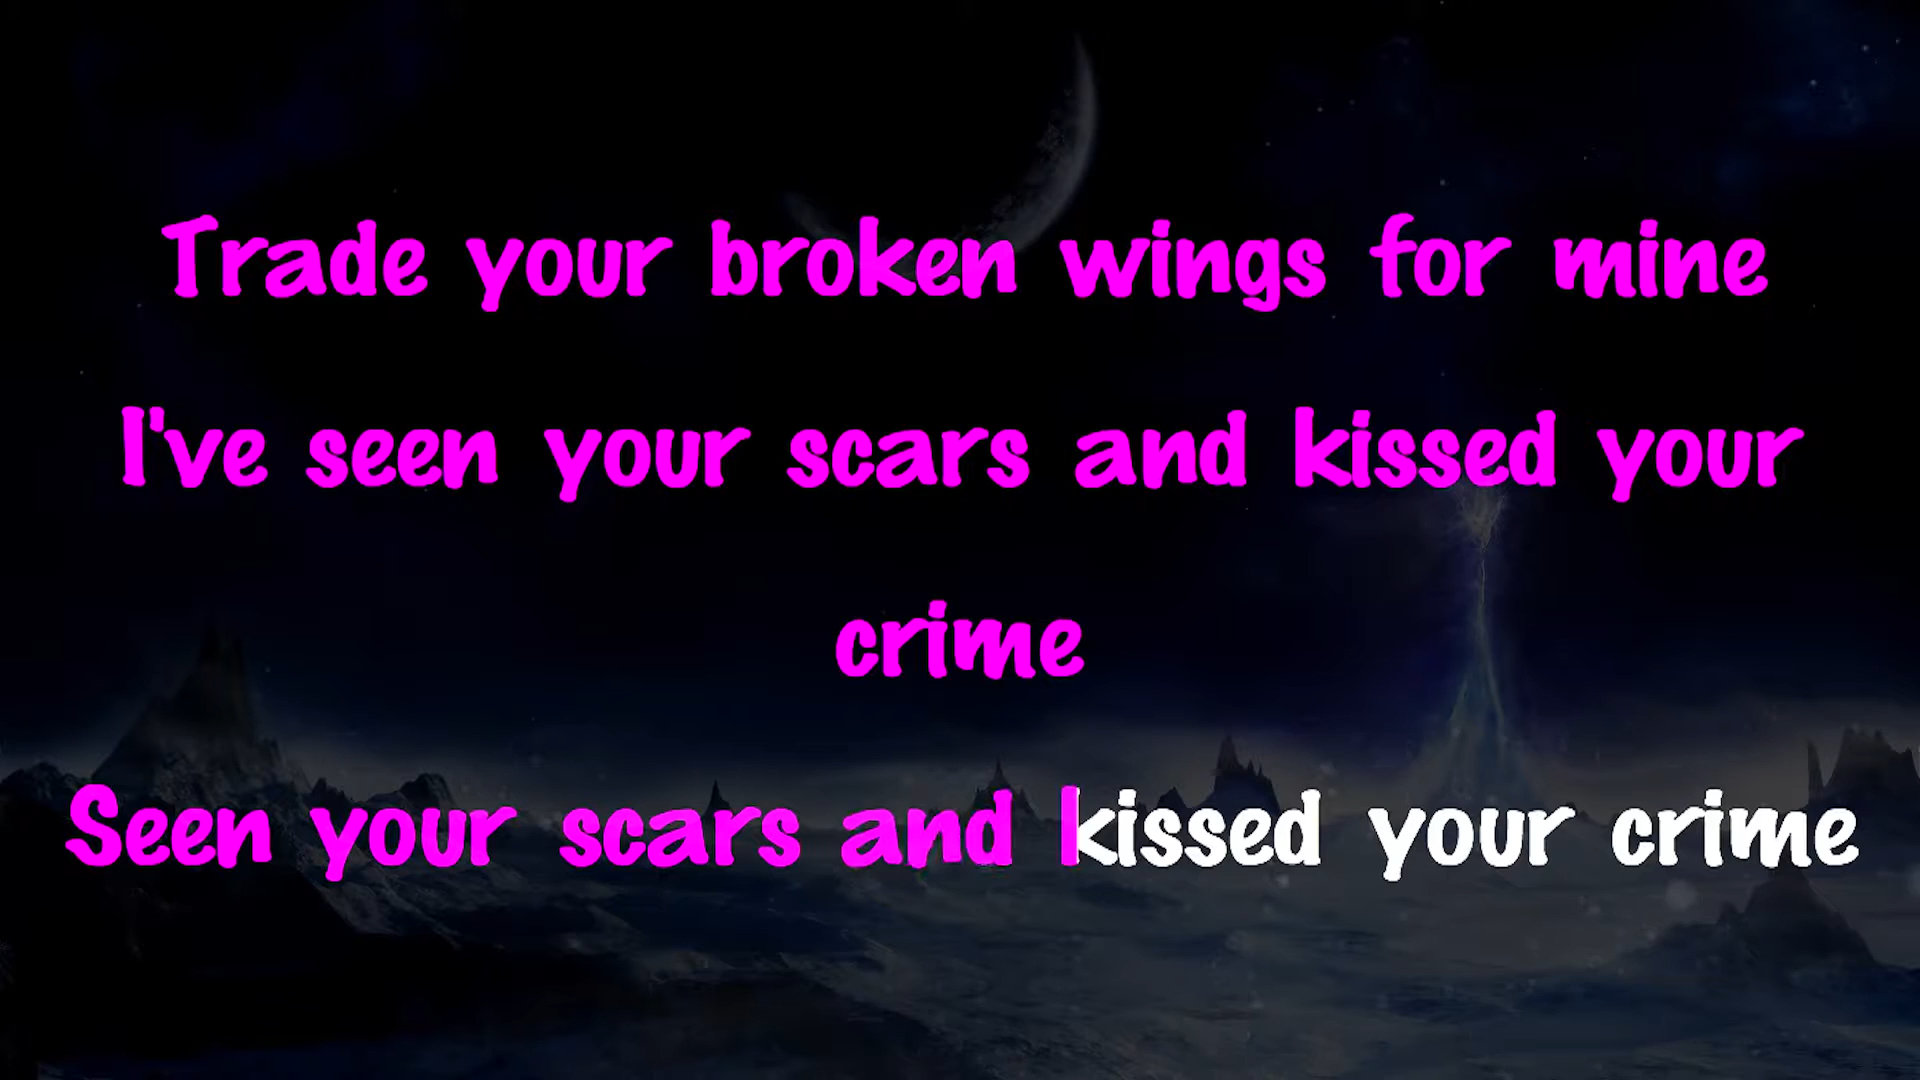 Trade your broken wings for mine
I've seen your scars and kissed your
crime
Seen your scars and kissed your crime